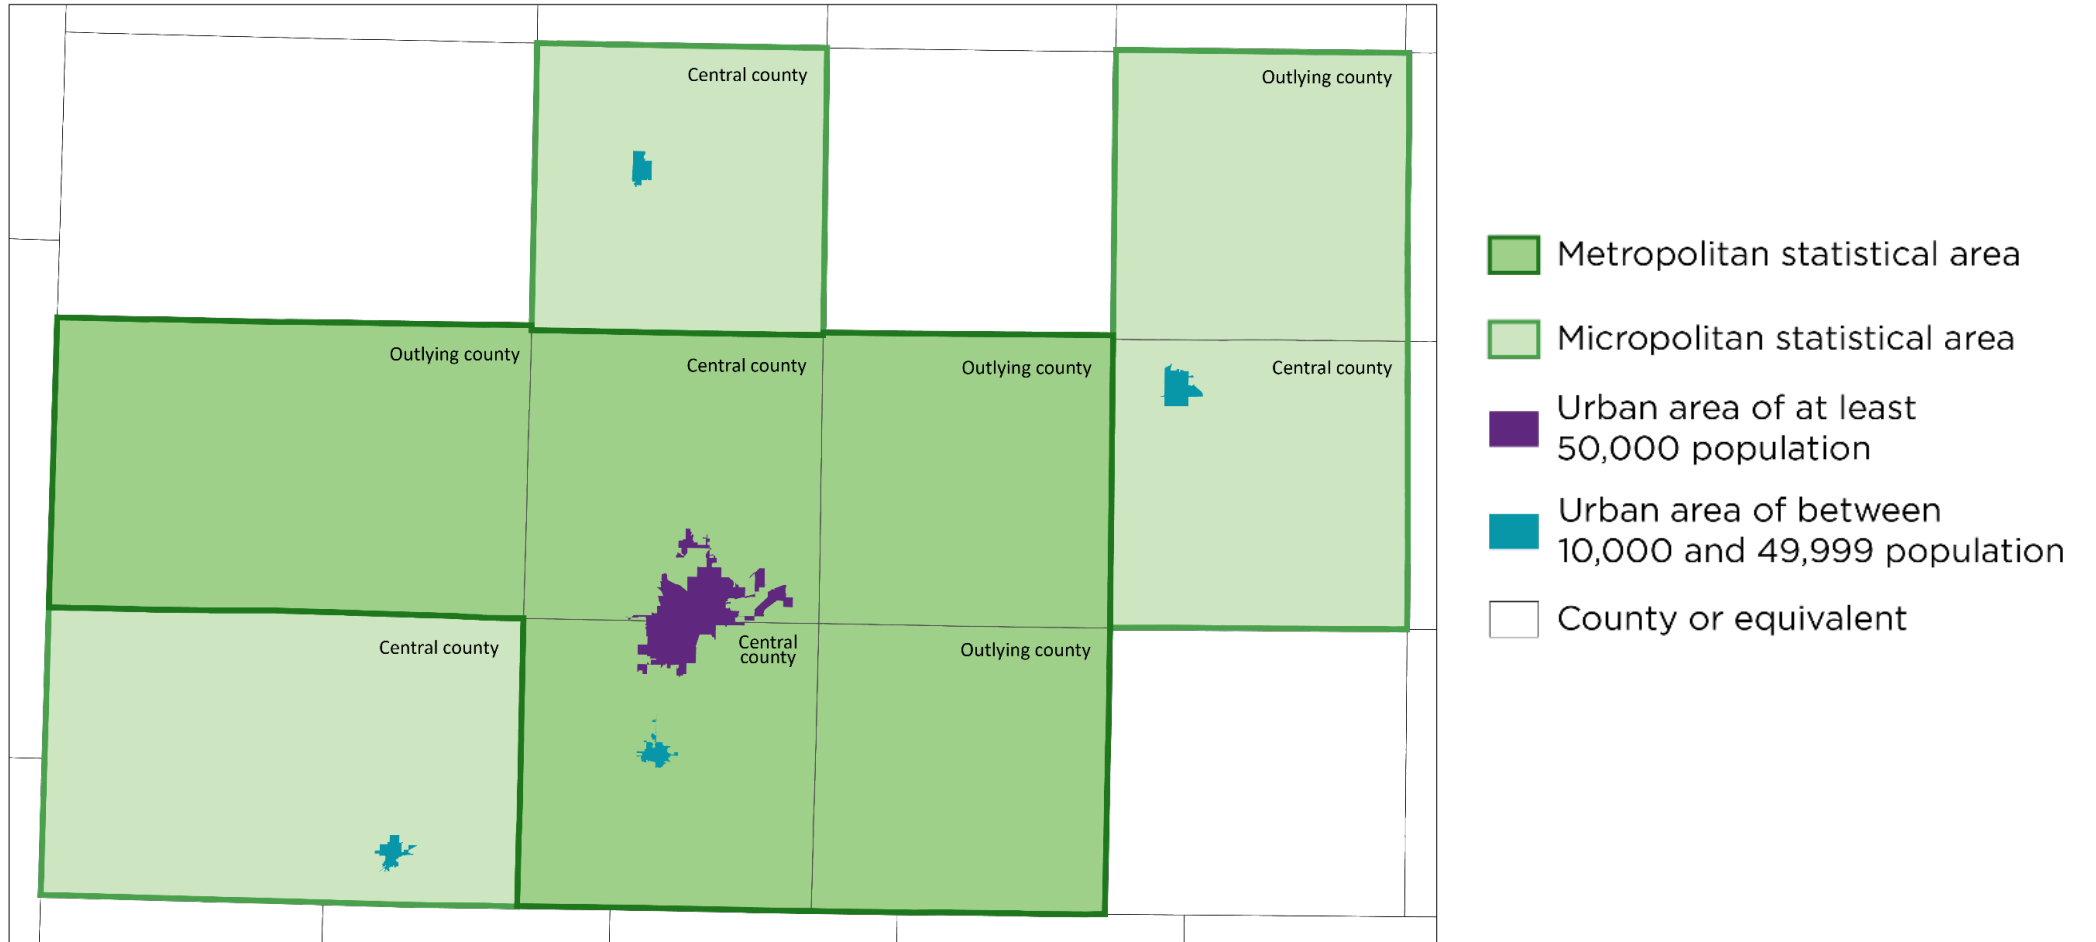 Central county
Outlying county
Outlying county
Central county
Outlying county
Central county
Central county
Central
county
Outlying county
Metropolitan statistical area
Micropolitan statistical area
Urban area of at least
50,000 population
Urban area of between
10,000 and 49,999 population
County or equivalent